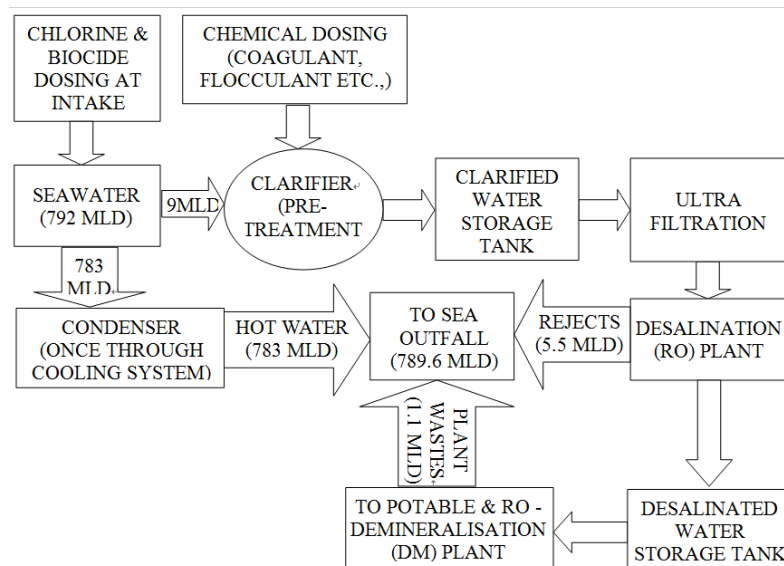 CHLORINE &
BIOCIDE
DOSING AT
INTAKE
CHEMICAL DOSING
(COAGULANT,
FLOCCULANT ETC.,)
SEAWATER
(792 MLD)
9MLD
CLARIFIER
(PRE-
TREATMENT
CLARIFIED
WATER
STORAGE
TANK
ULTRA
FILTRATION
783
MLD
CONDENSER
(ONCE THROUGH
COOLING SYSTEM)
HOT WATER
(783 MLD)
TO SEA
OUTFALL
(789.6 MLD)
REJECTS
(5.5 MLD)
DESALINATION
(RO) PLANT
PLANT
WASTES
(1.1 MLD)
TO POTABLE & RO -
DEMINERALISATION
(DM) PLANT
DESALINATED
WATER
STORAGE TANK